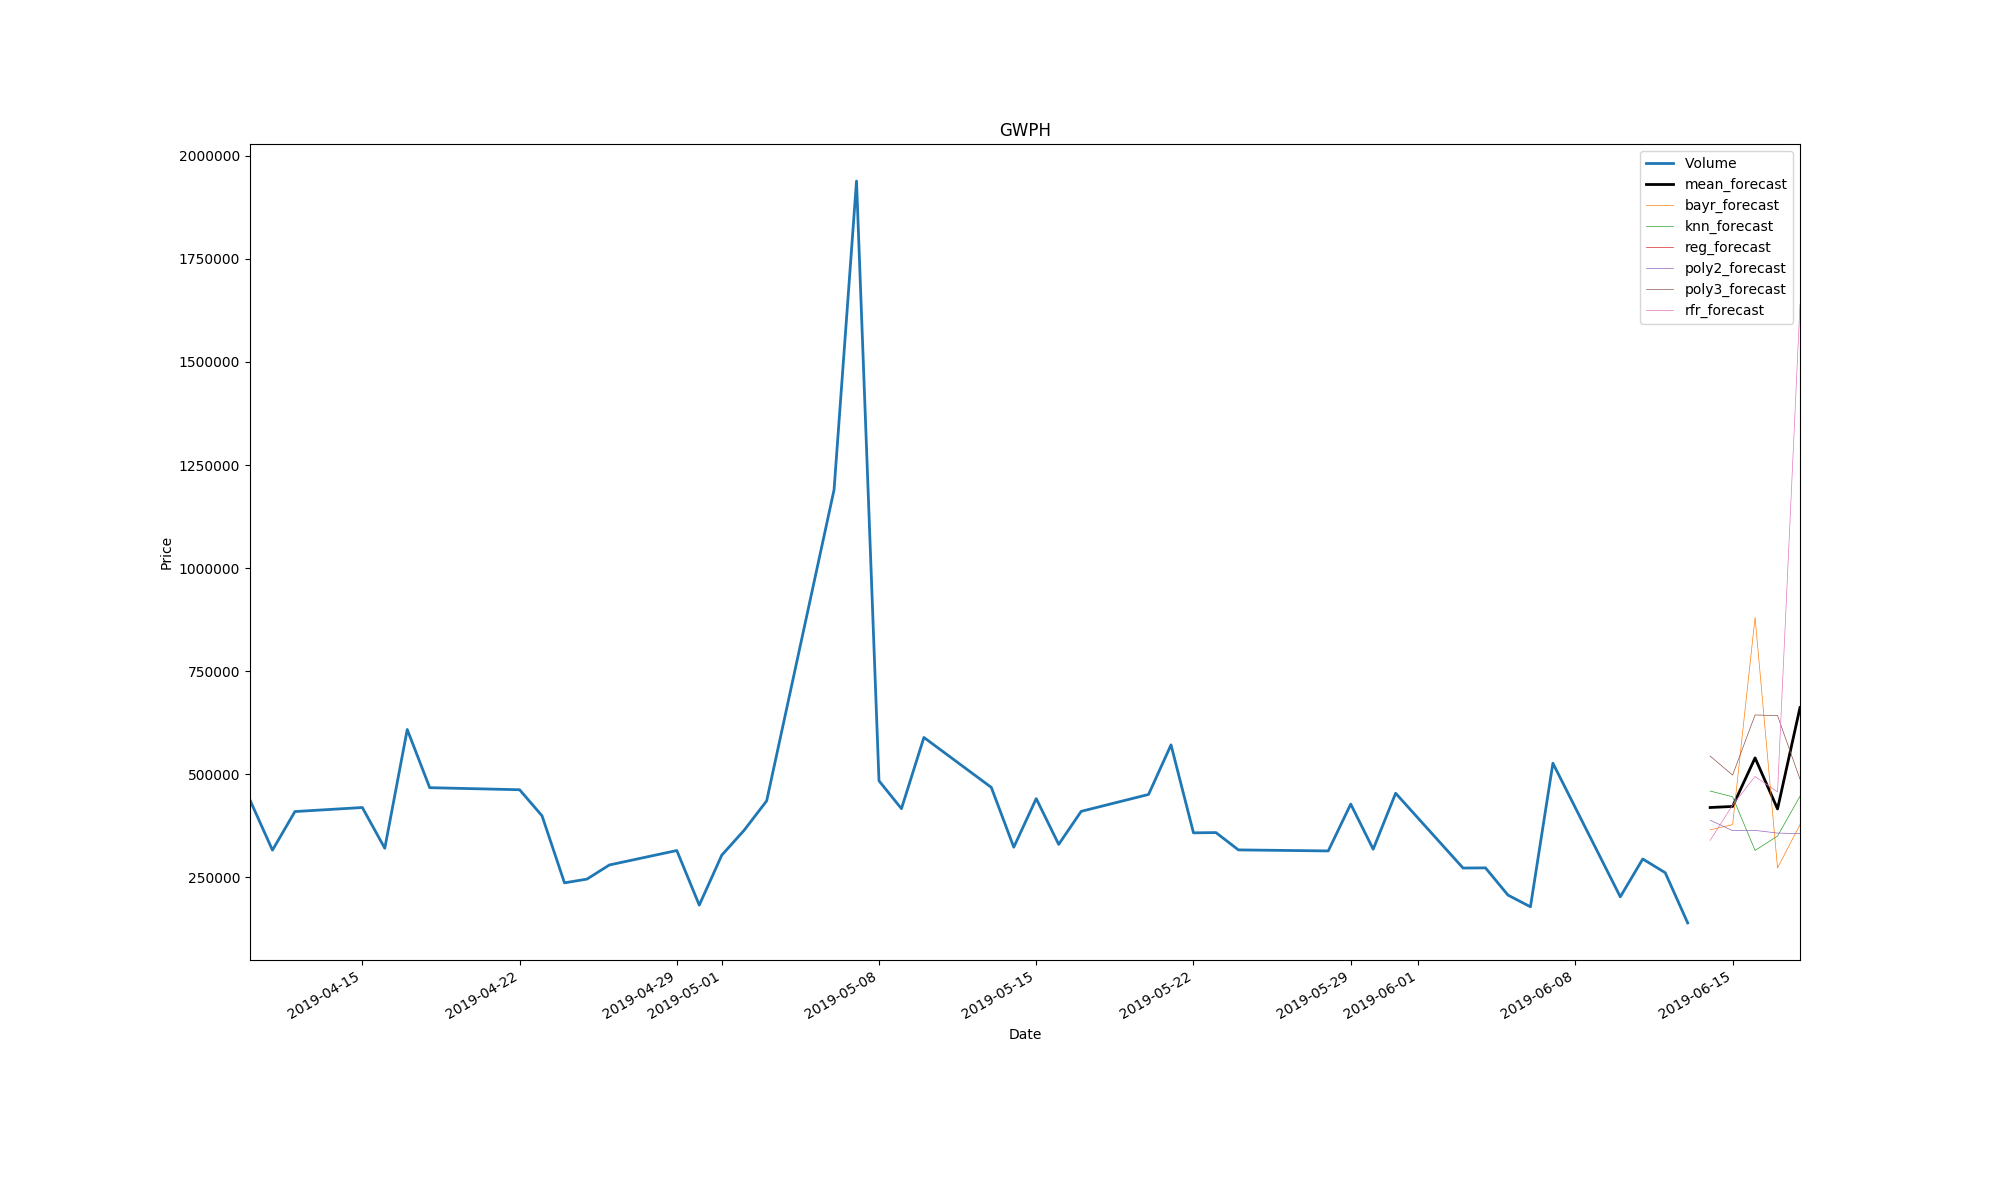 GWPH
2000000
1750000
1500000
1250000
1000000
750000
500000
250000
Price
Volume
mean_forecast
bayr_forecast
knn_forecast
reg_forecast
poly2_forecast
poly3_forecast
rfr_forecast
2019-04-15
2019-04-22
2019-04-29
2019-05-01
2019-05-08
2019-05-15
2019-05-22
2019-05-29
2019-06-01
2019-06-08
2019-06-15
Date